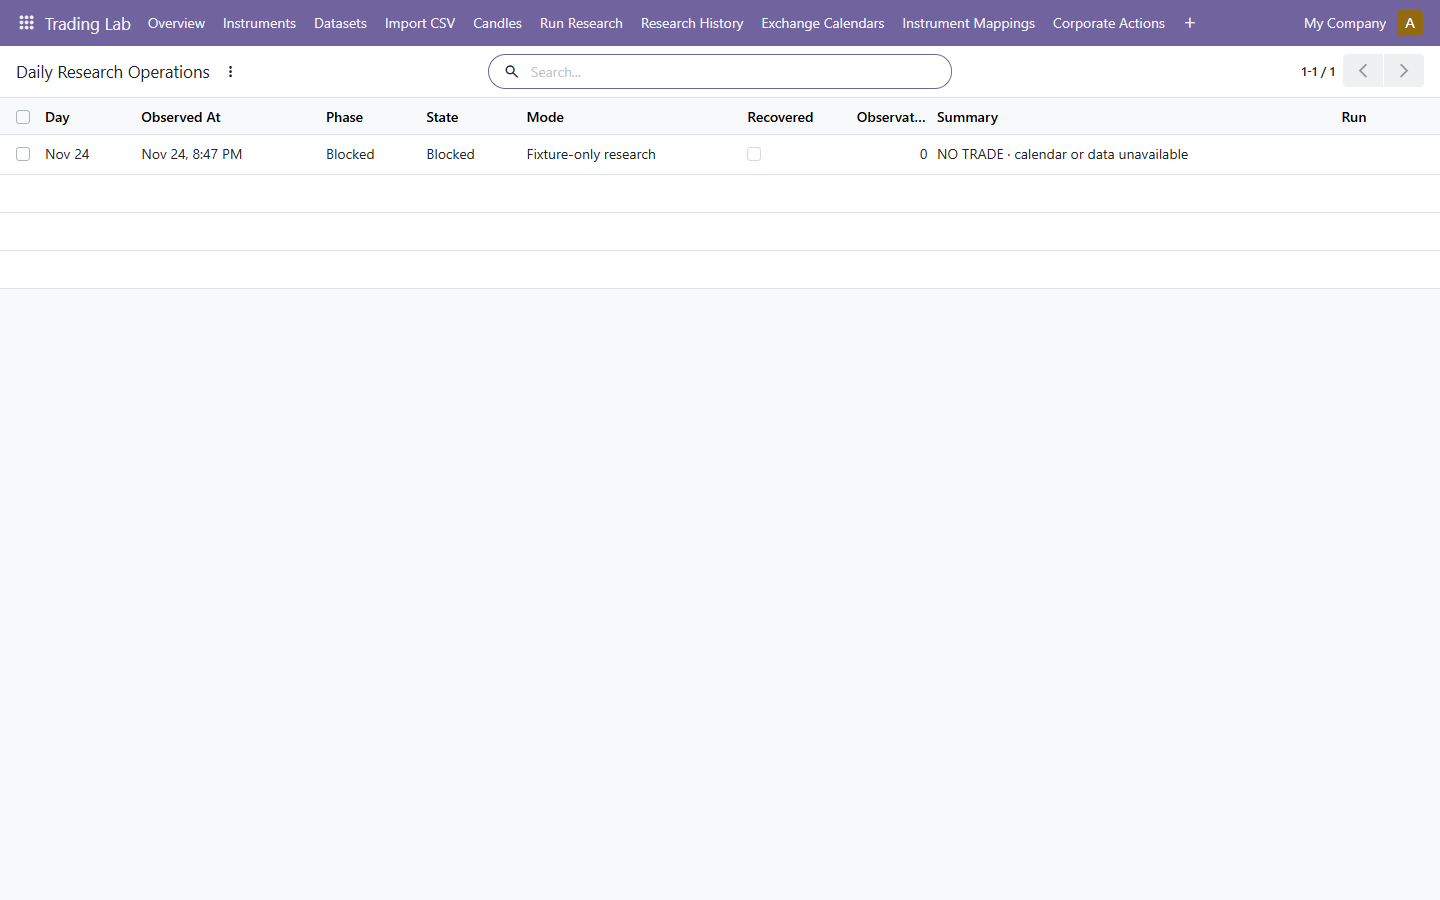 Trading Lab Overview Instruments Datasets Import CSV Candles Run Research Research History Exchange Calendars Instrument Mappings Corporate Actions + My Company A
Daily Research Operations Search... 1-1 / 1
Day Observed At Phase State Mode Recovered Observat... Summary Run
Nov 24 Nov 24, 8:47 PM Blocked Blocked Fixture-only research 0 NO TRADE · calendar or data unavailable